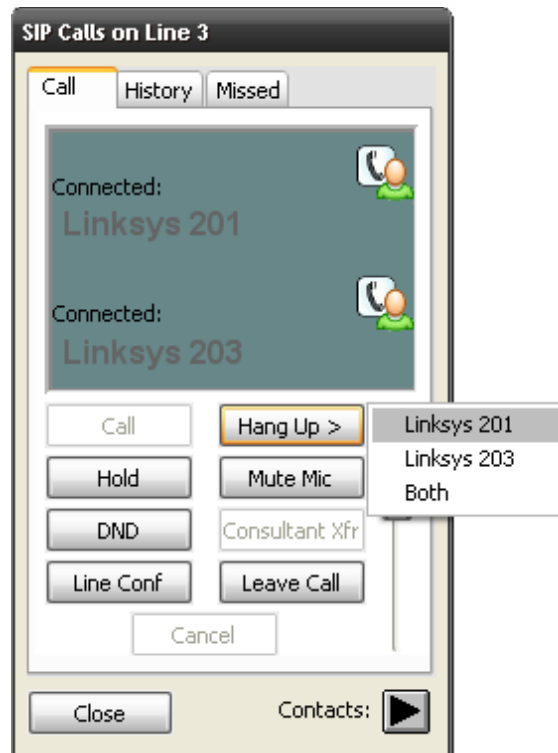 SIP Calls on Line 3
Call History Missed
Connected:
Linksys 201
Connected:
Linksys 203
Call Hang Up > Linksys 201
Linksys 203
Both
Hold Mute Mic
DND Consultant Xfr
Line Conf Leave Call
Cancel
Close Contacts: